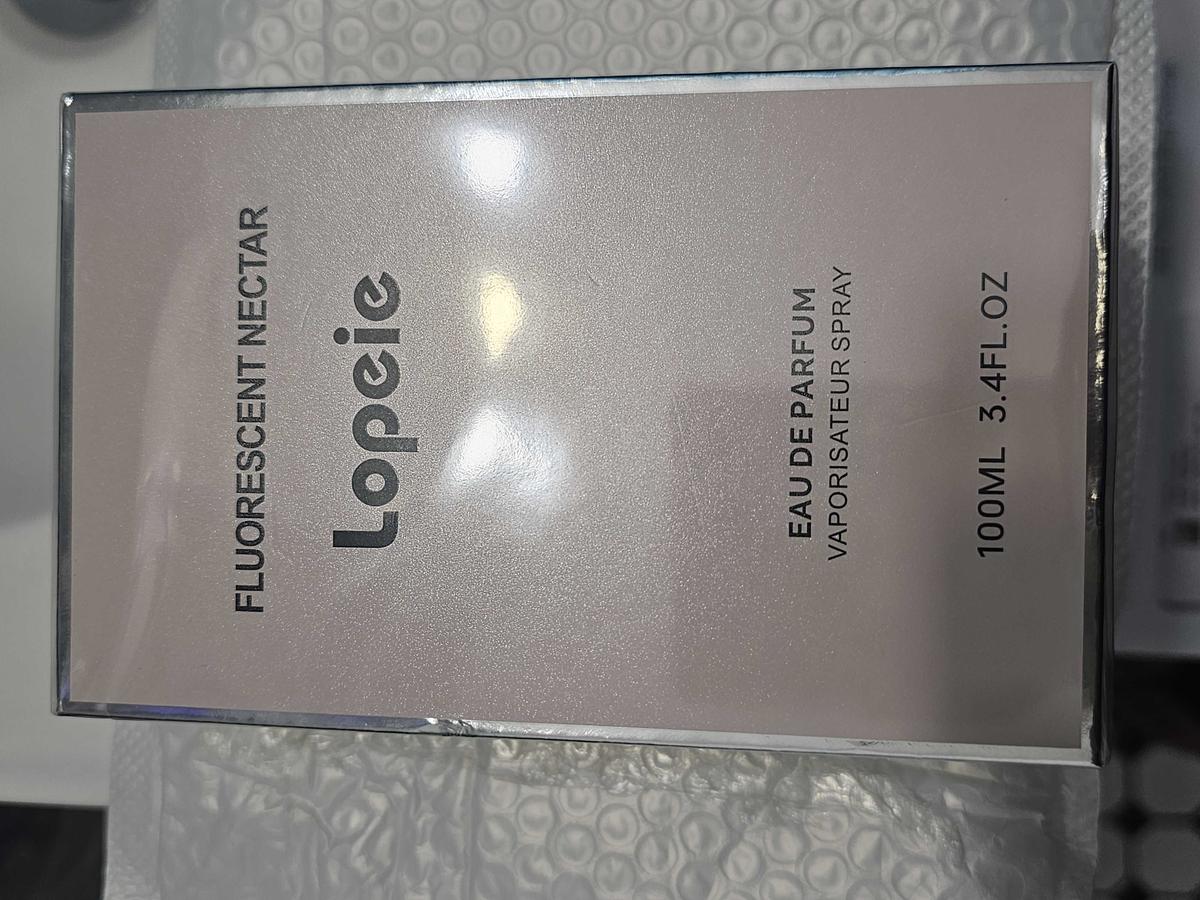 FLUORESCENT NECTAR
Lopeie
EAU DE PARFUM
VAPORISATEUR SPRAY
100ML 3.4FL.OZ